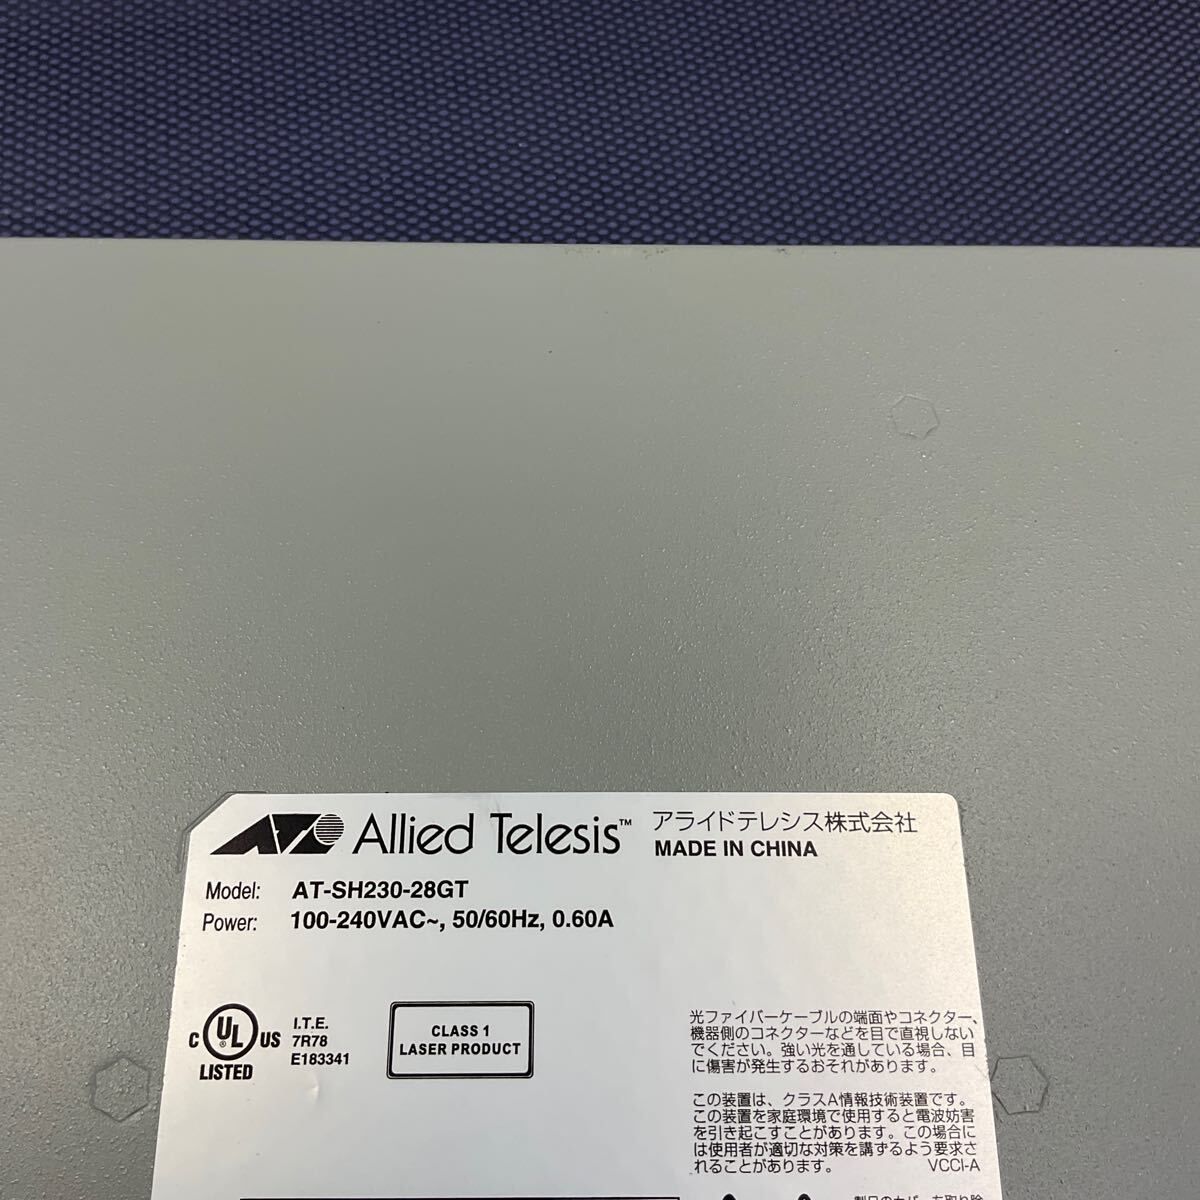 Allied Telesis™
アライドテレシス株式会社
MADE IN CHINA
Model: AT-SH230-28GT
Power: 100-240VAC~, 50/60Hz, 0.60A
C UL® US
LISTED
I.T.E.
7R78
E183341
CLASS 1
LASER PRODUCT
光ファイバーケーブルの端面やコネクター、
機器側のコネクターなどを目で直視しない
でください。強い光を通している場合、目
に傷害が発生するおそれがあります。
この装置は、クラスA情報技術装置です。
この装置を家庭環境で使用すると電波妨害
を引き起こすことがあります。この場合に
は使用者が適切な対策を講ずるよう要求さ
れることがあります。 VCCI-A